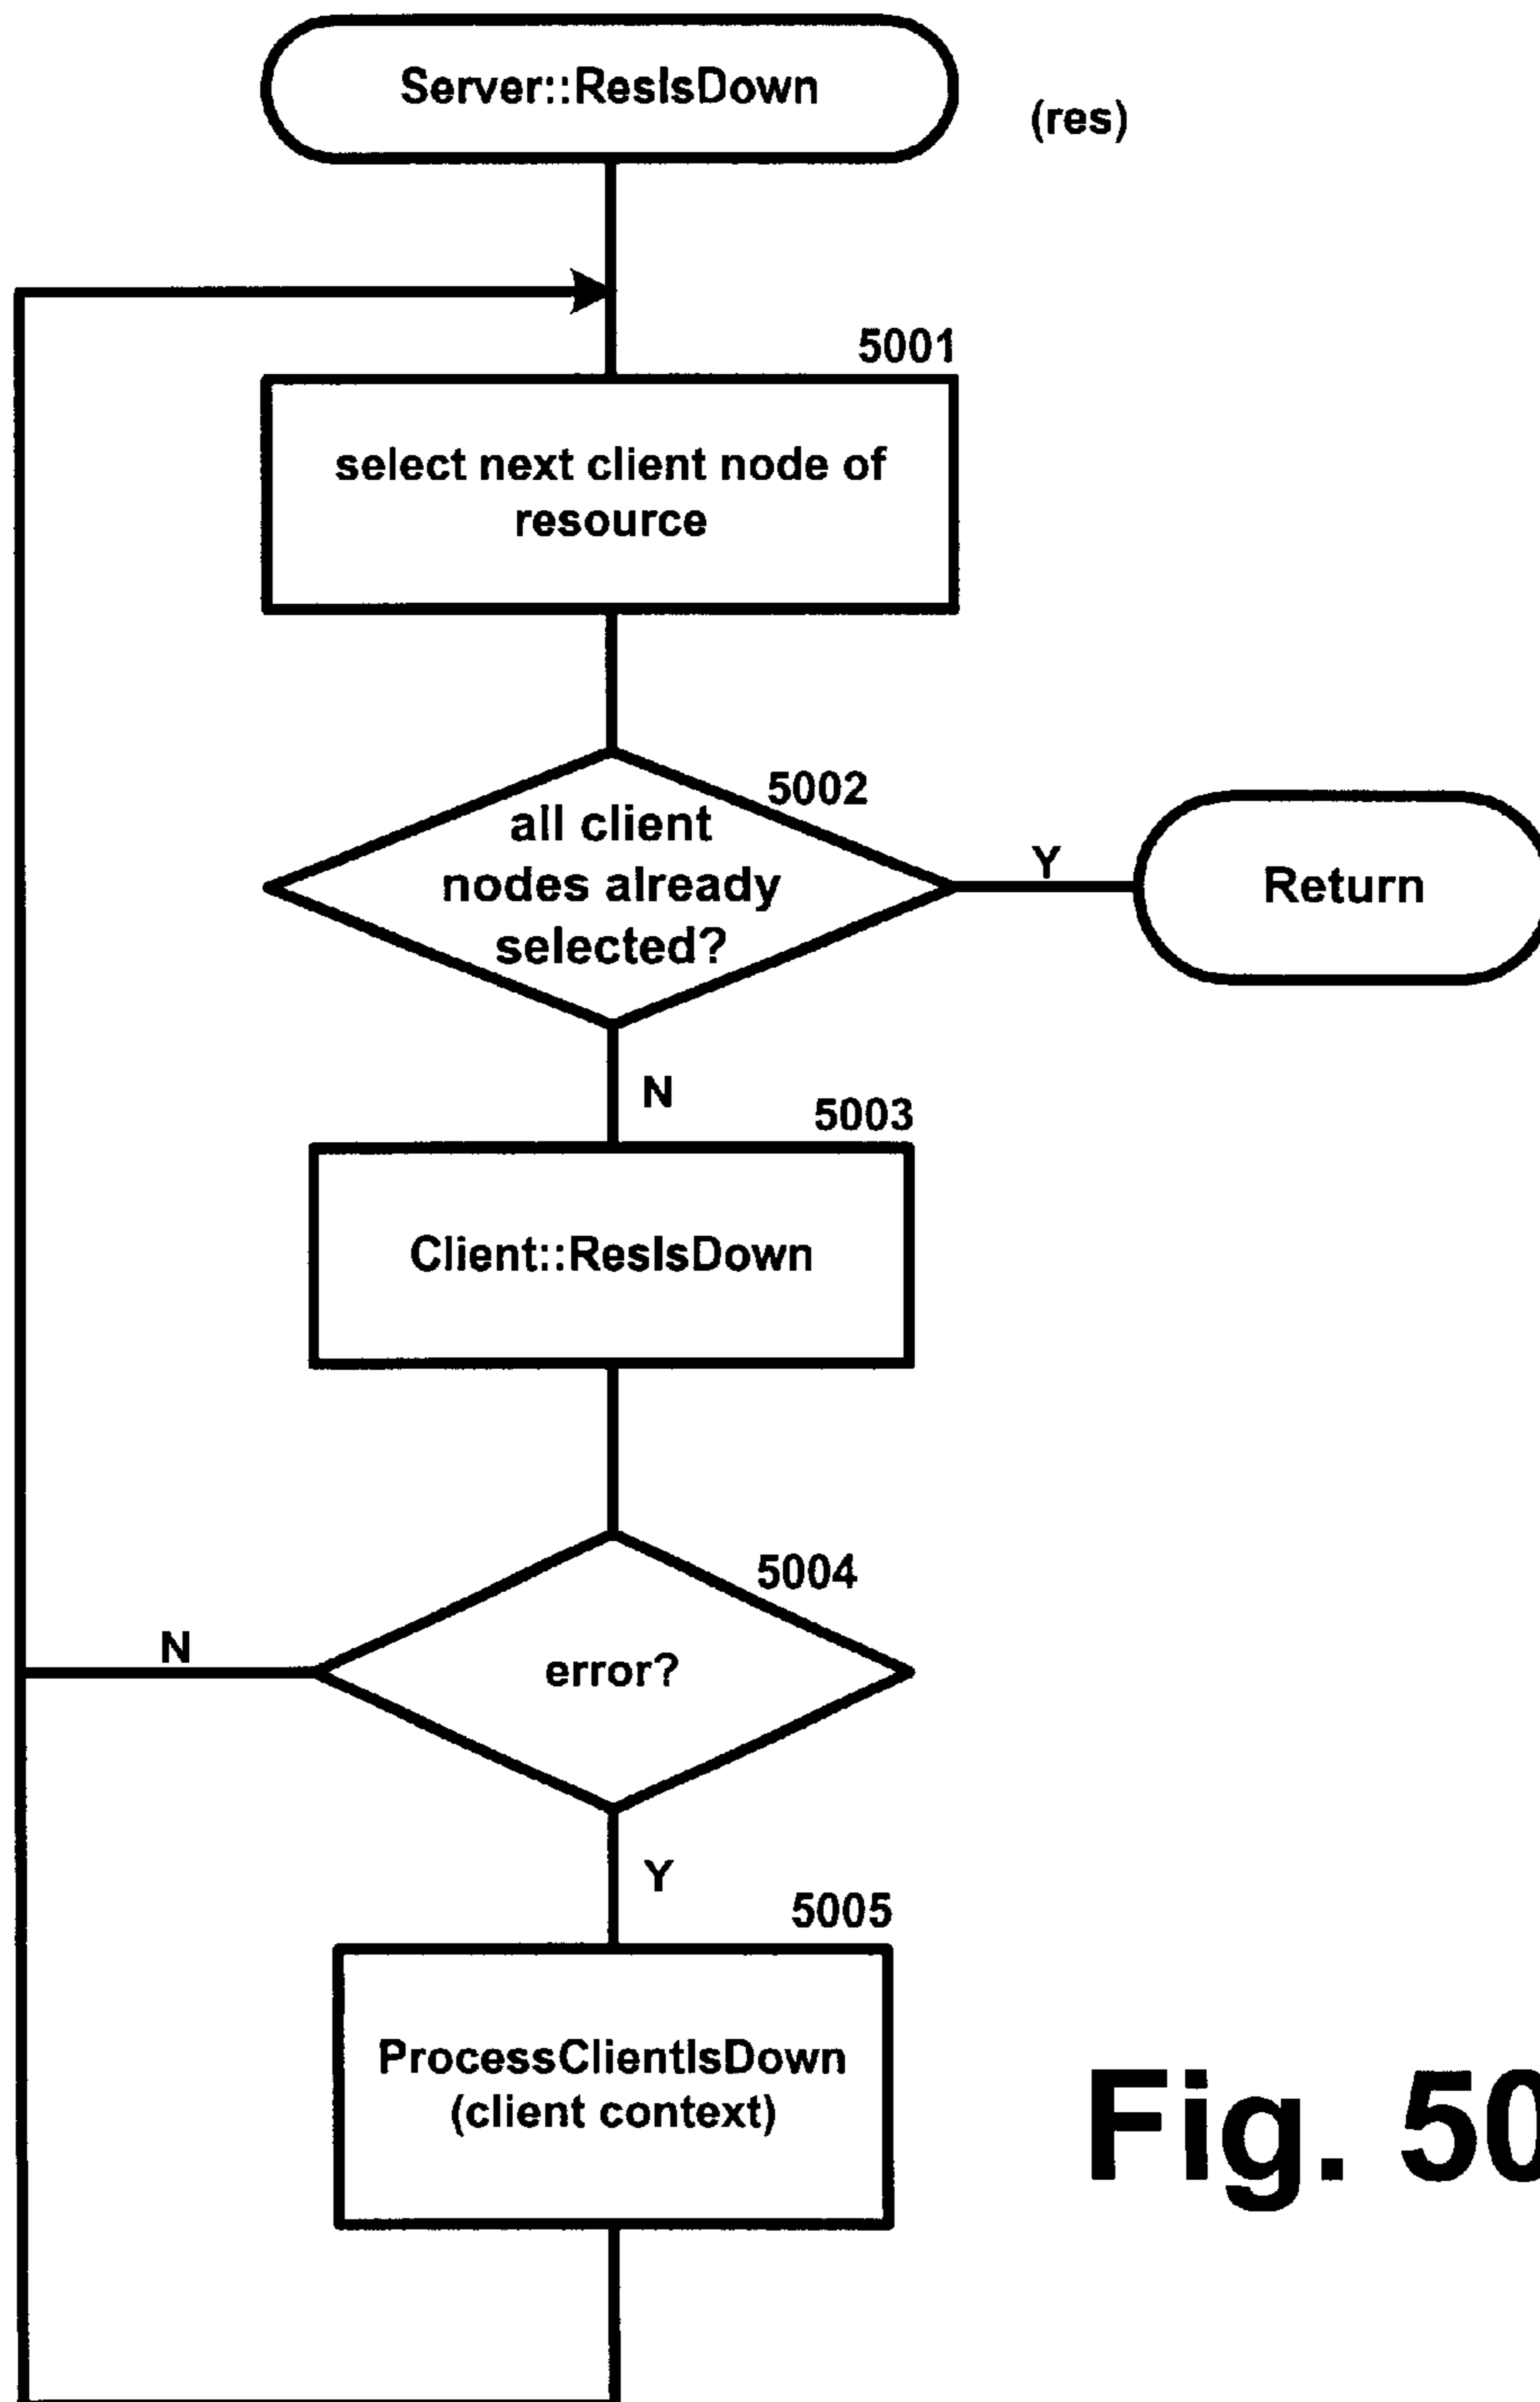 Server::ResIsDown
(res)
5001
select next client node of
resource
5002
all client
nodes already
selected?
Y
Return
N
5003
Client::ResIsDown
5004
error?
N
Y
5005
ProcessClientIsDown
(client context)
Fig. 50